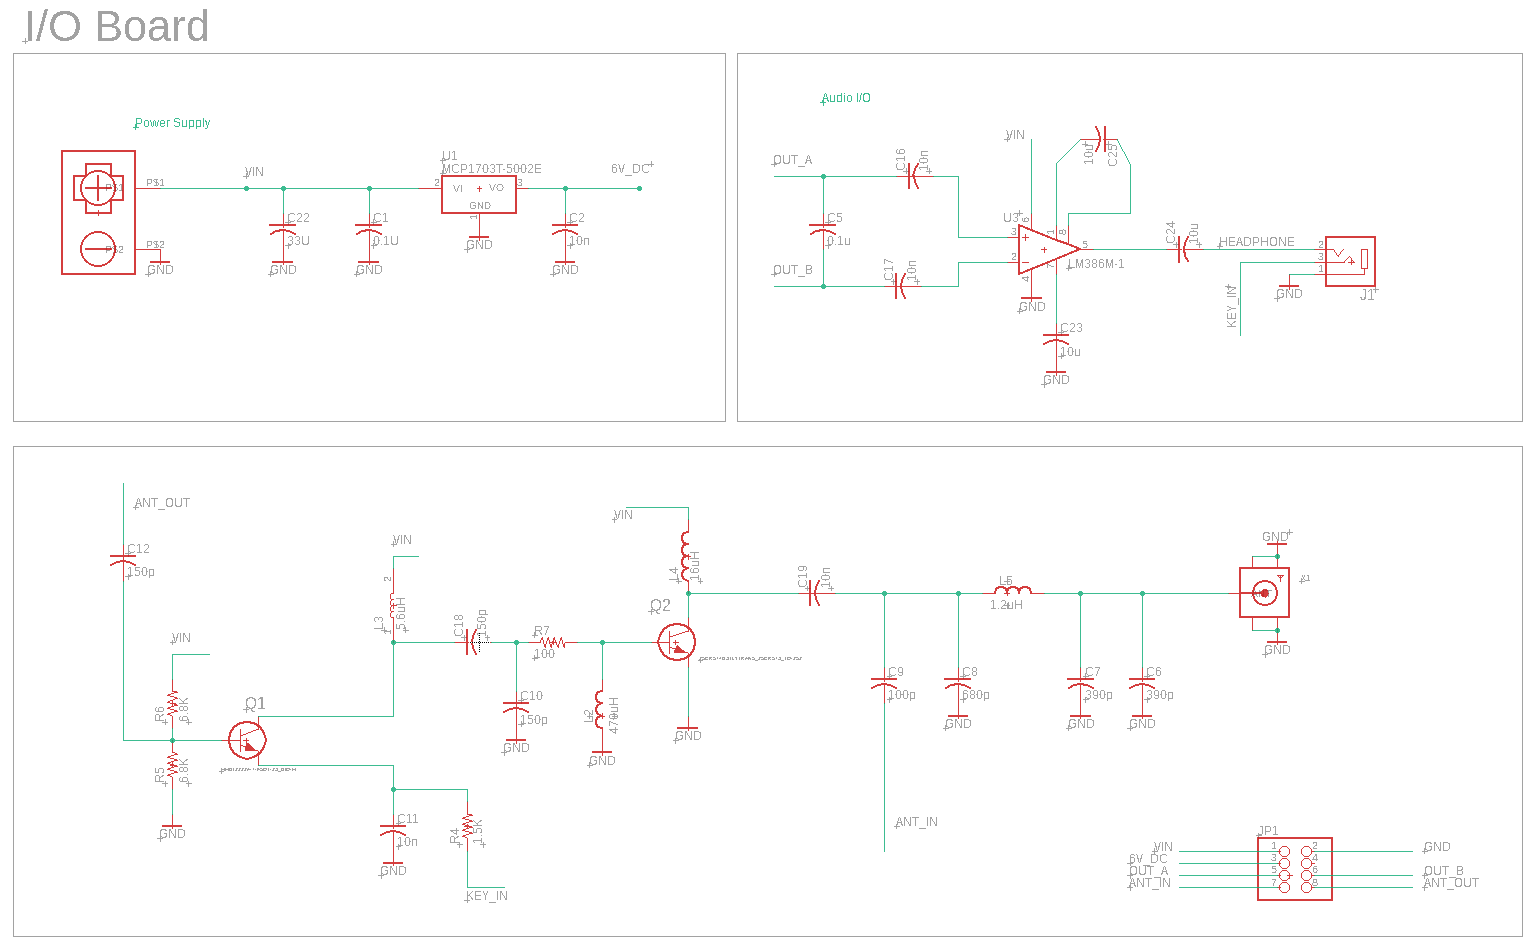 I/O Board
Power Supply
PS1
PS1
PS2
PS2
GND
VIN
C22
33U
GND
C1
0.1U
GND
U1
MCP1703T-5002E
2
VI
VO
3
GND
1
GND
6V_DC
C2
10n
GND
Audio I/O
OUT_A
C5
0.1u
OUT_B
C16
10n
C17
10n
VIN
U3
6
3
2
4
1
8
7
5
LM386M-1
GND
10u
C25
C23
10u
GND
C24
10u
HEADPHONE
KEY_IN
2
3
1
GND
J1
ANT_OUT
C12
150p
VIN
R6
6.8K
R5
6.8K
GND
Q1
VIN
2
L3
5.6uH
1
C11
10n
GND
R4
1.5K
KEY_IN
C18
150p
C10
150p
GND
R7
100
L2
470uH
GND
VIN
L4
16uH
Q2
GND
C19
10n
C9
100p
ANT_IN
C8
680p
GND
L5
1.2uH
C7
390p
GND
C6
390p
GND
GND
X1
GND
JP1
VIN 1 2 GND
6V_DC 3 4
OUT_A 5 6 OUT_B
ANT_IN 7 8 ANT_OUT